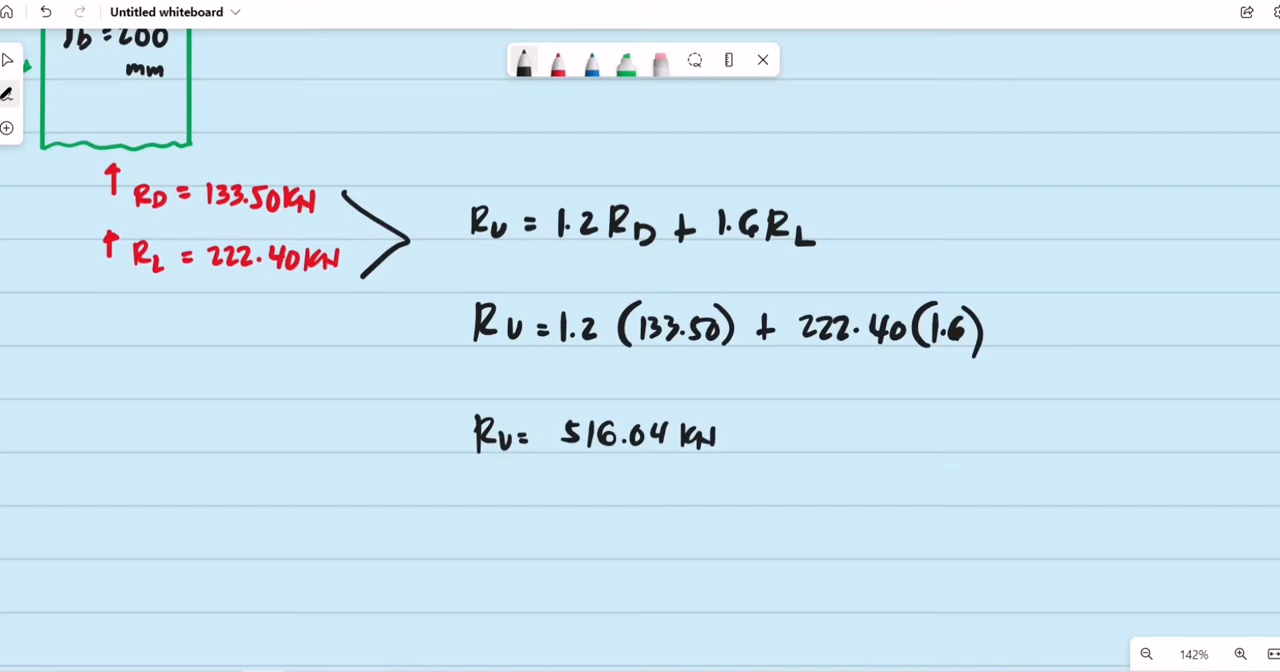 Untitled whiteboard
lb = 200
mm
↑ RD = 133.50KN
↑ RL = 222.40KN
RU = 1.2RD + 1.6RL
RU = 1.2 (133.50) + 222.40(1.6)
RU = 516.04 KN
142%